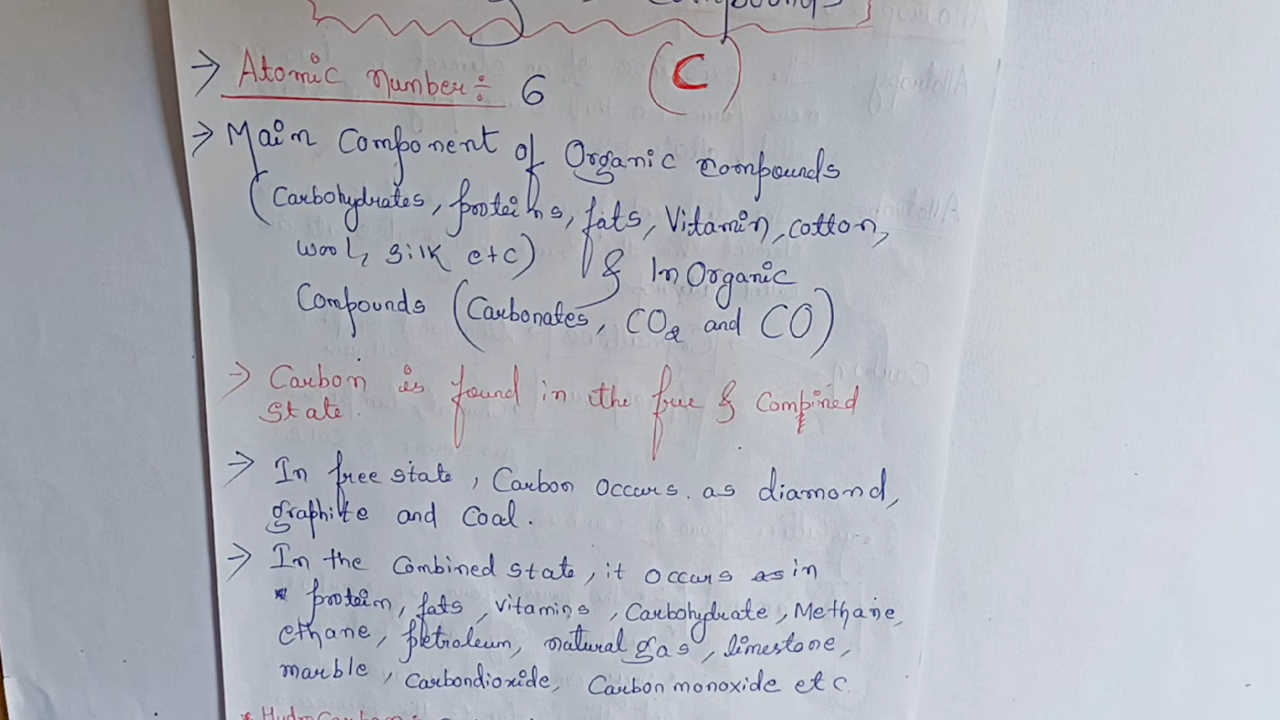 Compounds
→ Atomic number ÷ 6 (C)
→ Main Component of Organic compounds
(Carbohydrates, proteins, fats, Vitamin, cotton,
wool, silk etc) & InOrganic
Compounds (Carbonates, CO2 and CO)
→ Carbon is found in the free & Combined
State.
→ In free state, Carbon occurs. as diamond,
graphite and Coal.
→ In the combined state, it occurs as in
* protein, fats, vitamins, Carbohydrate, Methane,
ethane, petroleum, natural gas, limestone,
marble, Carbondioxide, Carbon monoxide etc.
* HydroCarbon: